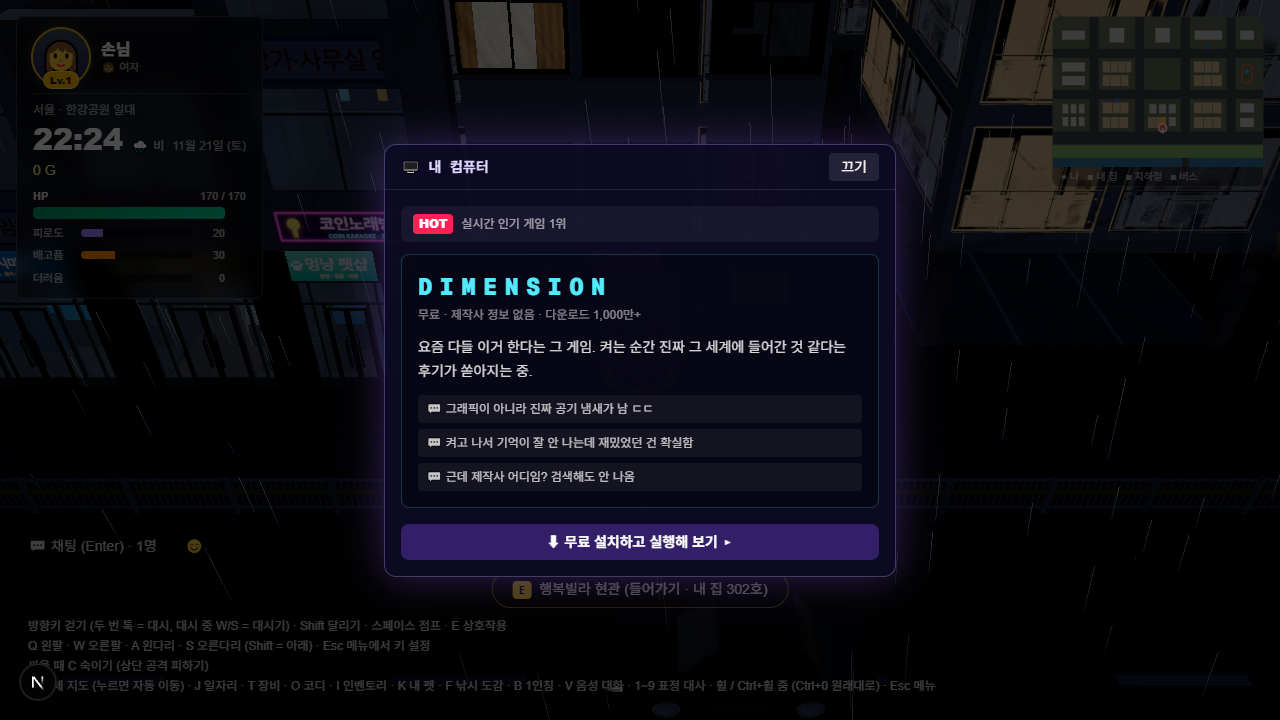 손님
Lv.1
여자
서울 · 한강공원 일대
22:24 비 11월 21일 (토)
0 G
HP 170 / 170
피로도 20
배고픔 30
더러움 0
상가·사무실
코인노래방
COIN KARAOKE
멍냥 펫샵
나 내 집 지하철 버스
내 컴퓨터
끄기
HOT 실시간 인기 게임 1위
DIMENSION
무료 · 제작사 정보 없음 · 다운로드 1,000만+
요즘 다들 이거 한다는 그 게임. 켜는 순간 진짜 그 세계에 들어간 것 같다는
후기가 쏟아지는 중.
그래픽이 아니라 진짜 공기 냄새가 남 ㄷㄷ
켜고 나서 기억이 잘 안 나는데 재밌었던 건 확실함
근데 제작사 어디임? 검색해도 안 나옴
⬇ 무료 설치하고 실행해 보기 ▸
채팅 (Enter) · 1명
E 행복빌라 현관 (들어가기 · 내 집 302호)
방향키 걷기 (두 번 톡 = 대시, 대시 중 W/S = 대시기) · Shift 달리기 · 스페이스 점프 · E 상호작용
Q 왼팔 · W 오른팔 · A 왼다리 · S 오른다리 (Shift = 아래) · Esc 메뉴에서 키 설정
때 C 숙이기 (상단 공격 피하기)
N
지도 (누르면 자동 이동) · J 일자리 · T 장비 · O 코디 · I 인벤토리 · K 내 펫 · F 낚시 도감 · B 1인칭 · V 음성 대화 · 1~9 표정 대사 · 휠 / Ctrl+휠 줌 (Ctrl+0 원래대로) · Esc 메뉴